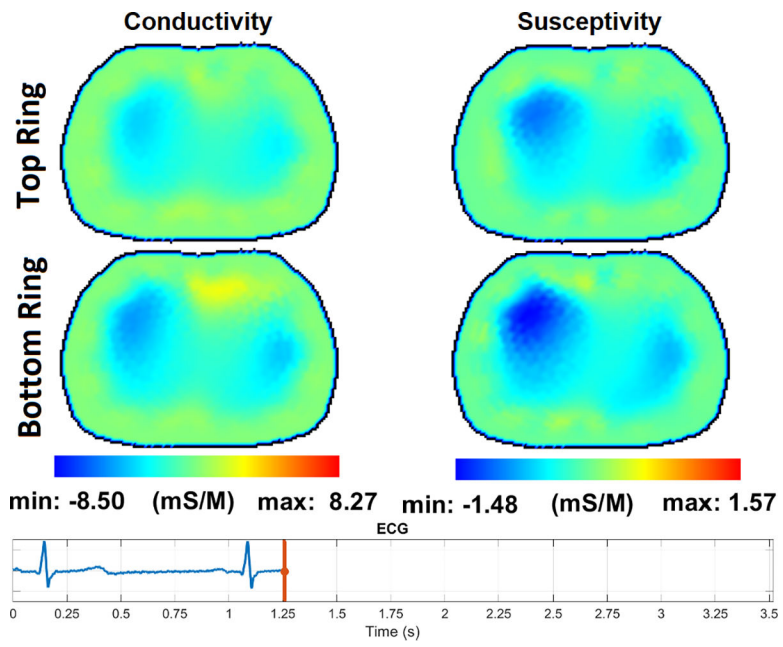 Conductivity Susceptivity
Top Ring
Bottom Ring
min: -8.50 (mS/M) max: 8.27 min: -1.48 (mS/M) max: 1.57
ECG
0 0.25 0.5 0.75 1 1.25 1.5 1.75 2 2.25 2.5 2.75 3 3.25 3.5
Time (s)